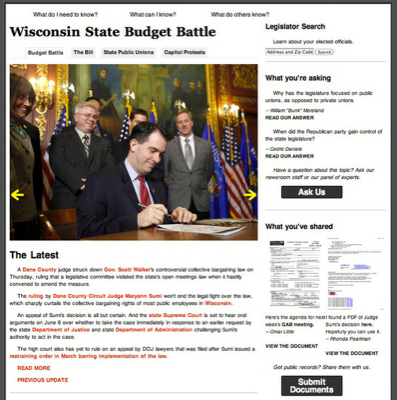 What do I need to know? What can I know? What do others know?
Wisconsin State Budget Battle
Budget Battle The Bill State Public Unions Capitol Protests
The Latest
A Dane County judge struck down Gov. Scott Walker's controversial collective bargaining law on
Thursday, ruling that a legislative committee violated the state's open meetings law when it hastily
convened to amend the measure.
The ruling by Dane County Circuit Judge Maryann Sumi won't end the legal fight over the law,
which sharply curtails the collective bargaining rights of most public employees in Wisconsin.
An appeal of Sumi's decision is all but certain. And the state Supreme Court is set to hear oral
arguments on June 6 over whether to take the case immediately in response to an earlier request by
the state Department of Justice and state Department of Administration challenging Sumi's
authority to act in the case.
The high court also has yet to rule on an appeal by DOJ lawyers that was filed after Sumi issued a
restraining order in March barring implementation of the law.
READ MORE
PREVIOUS UPDATE
Legislator Search
Learn about your elected officials.
Address and Zip Code Submit
What you're asking
Why has the legislature focused on public
unions, as opposed to private unions
– William "Bunk" Moreland
READ OUR ANSWER
When did the Republican party gain control of
the state legislature?
– Cedric Daniels
READ OUR ANSWER
Have a question about this topic? Ask our
newsroom staff or our panel of experts.
Ask Us
What you've shared
Here's the agenda for next
week's GAB meeting.
– Omar Little
VIEW THE DOCUMENT
I found a PDF of Judge
Sumi's decision here.
Hopefully you can use it.
– Rhonda Pearlman
VIEW THE DOCUMENT
Got public records? Share them with us.
Submit
Documents